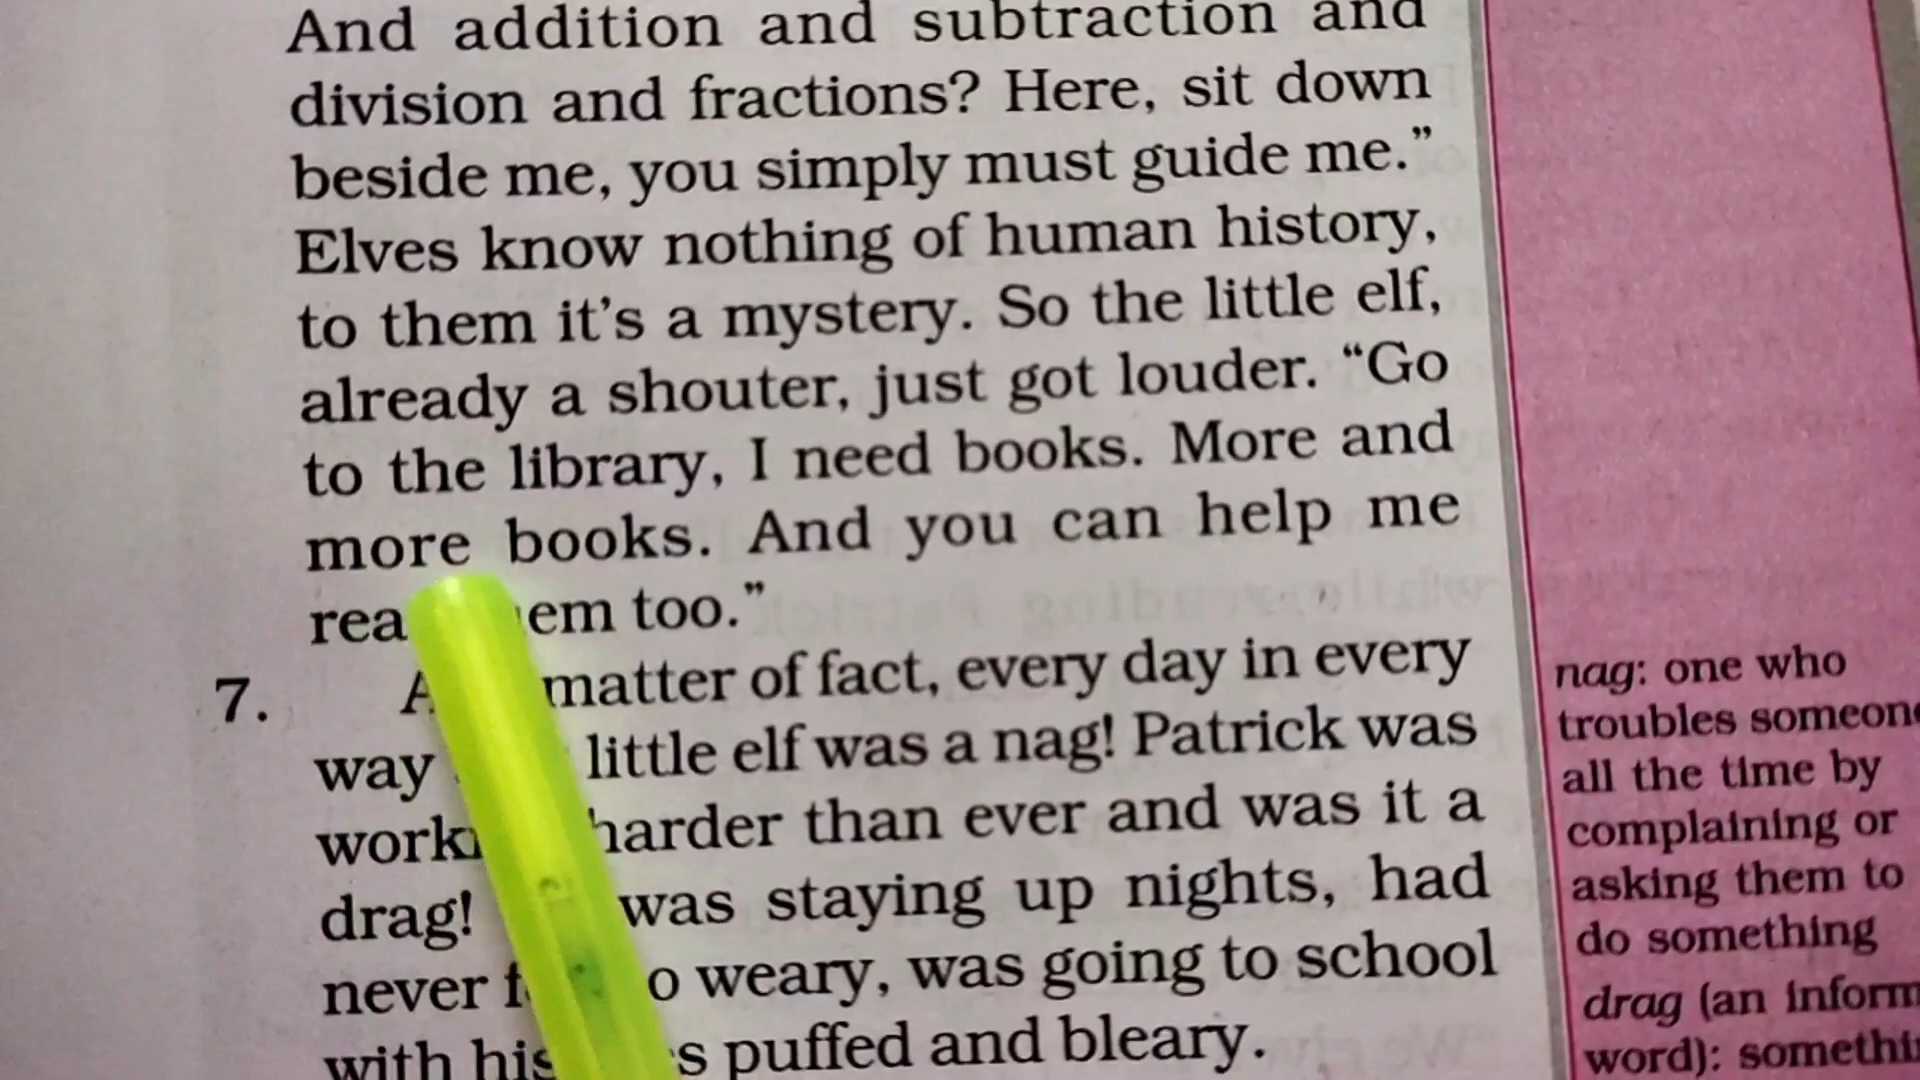 And addition and subtraction and
division and fractions? Here, sit down
beside me, you simply must guide me.”
Elves know nothing of human history,
to them it’s a mystery. So the little elf,
already a shouter, just got louder. “Go
to the library, I need books. More and
more books. And you can help me
too.”
7. matter of fact, every day in every
way little elf was a nag! Patrick was
harder than ever and was it a
drag! was staying up nights, had
never weary, was going to school
with his puffed and bleary.
nag: one who
troubles someone
all the time by
complaining or
asking them to
do something
drag (an inform
word): somethi